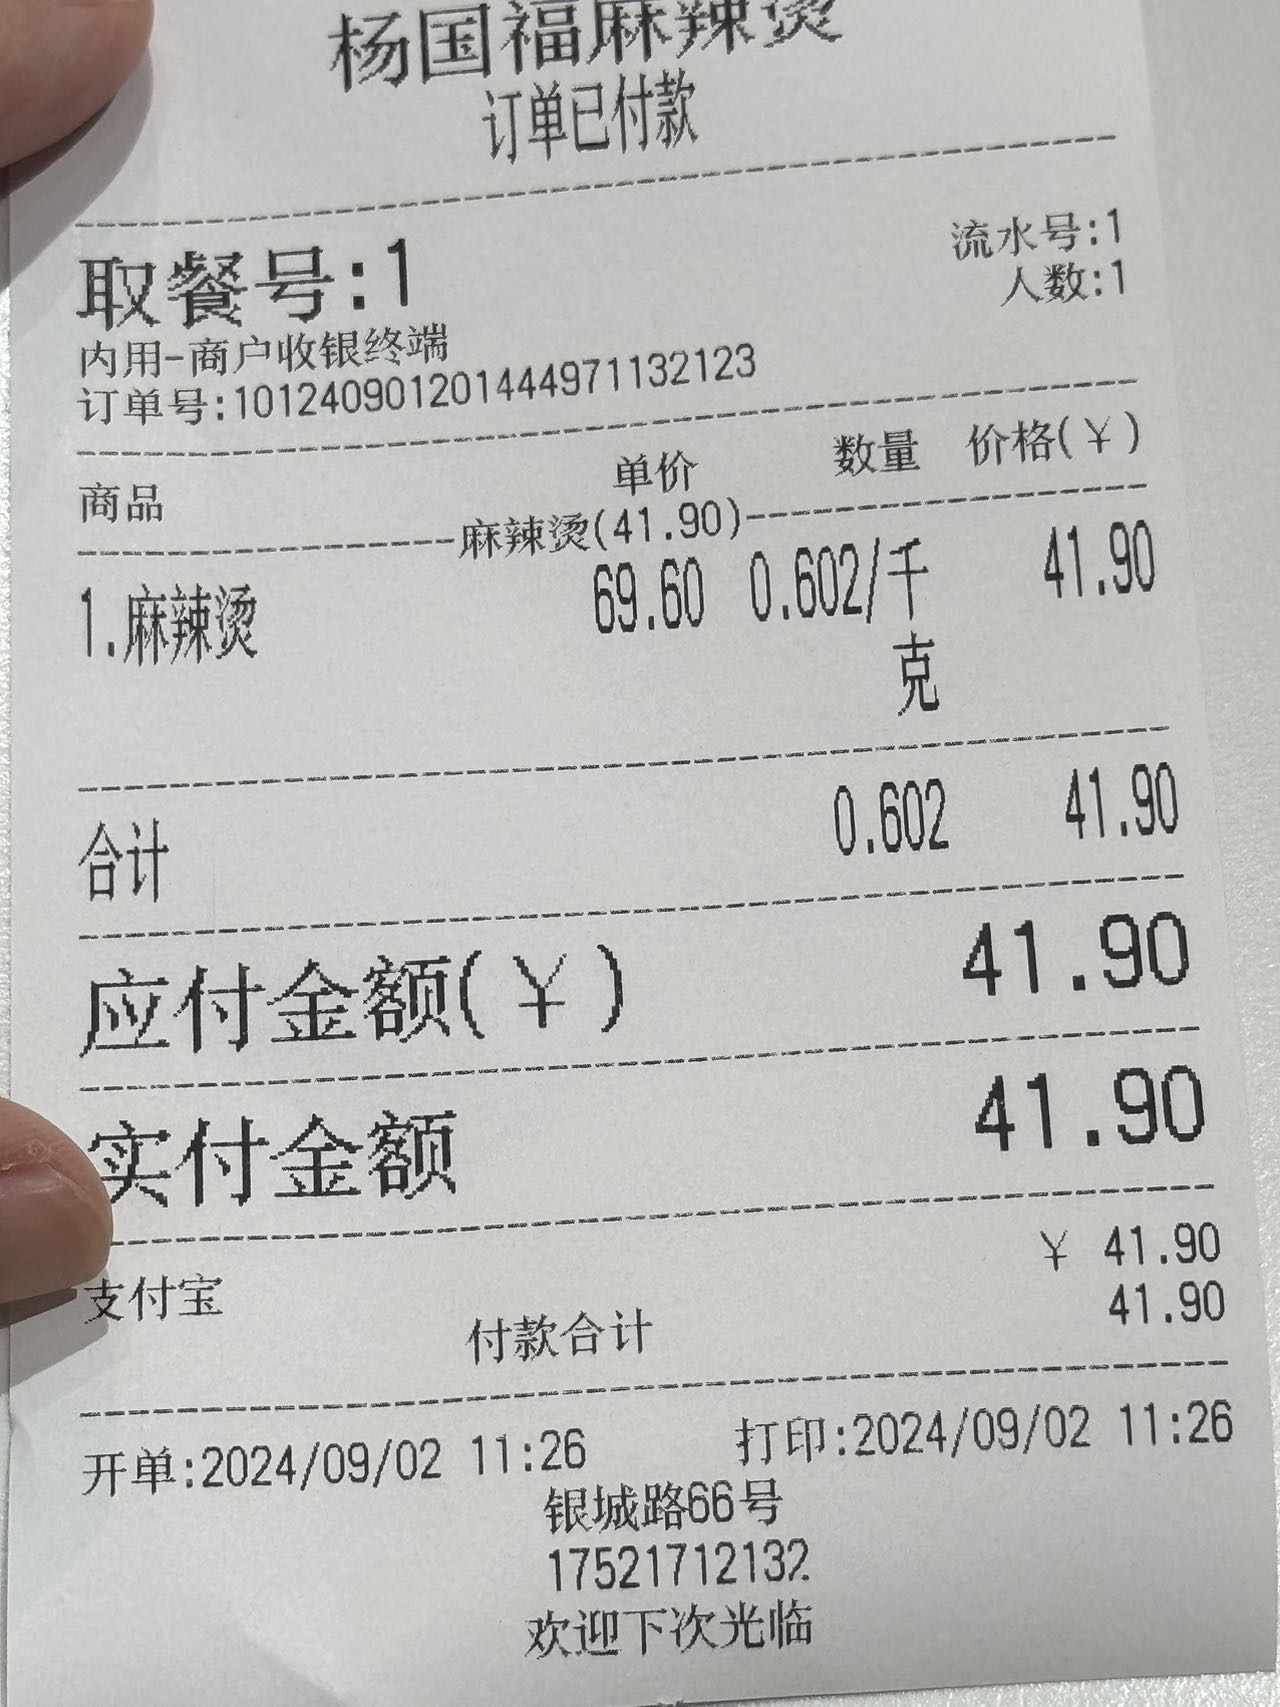 杨国福麻辣烫
订单已付款
取餐号:1
流水号:1
人数:1
内用-商户收银终端
订单号:101240901201444971132123
商品 单价 数量 价格(¥)
麻辣烫(41.90)
1.麻辣烫 69.60 0.602/千克 41.90
合计 0.602 41.90
应付金额(¥) 41.90
实付金额 41.90
支付宝 ¥ 41.90
付款合计 41.90
开单:2024/09/02 11:26 打印:2024/09/02 11:26
银城路66号
17521712132
欢迎下次光临